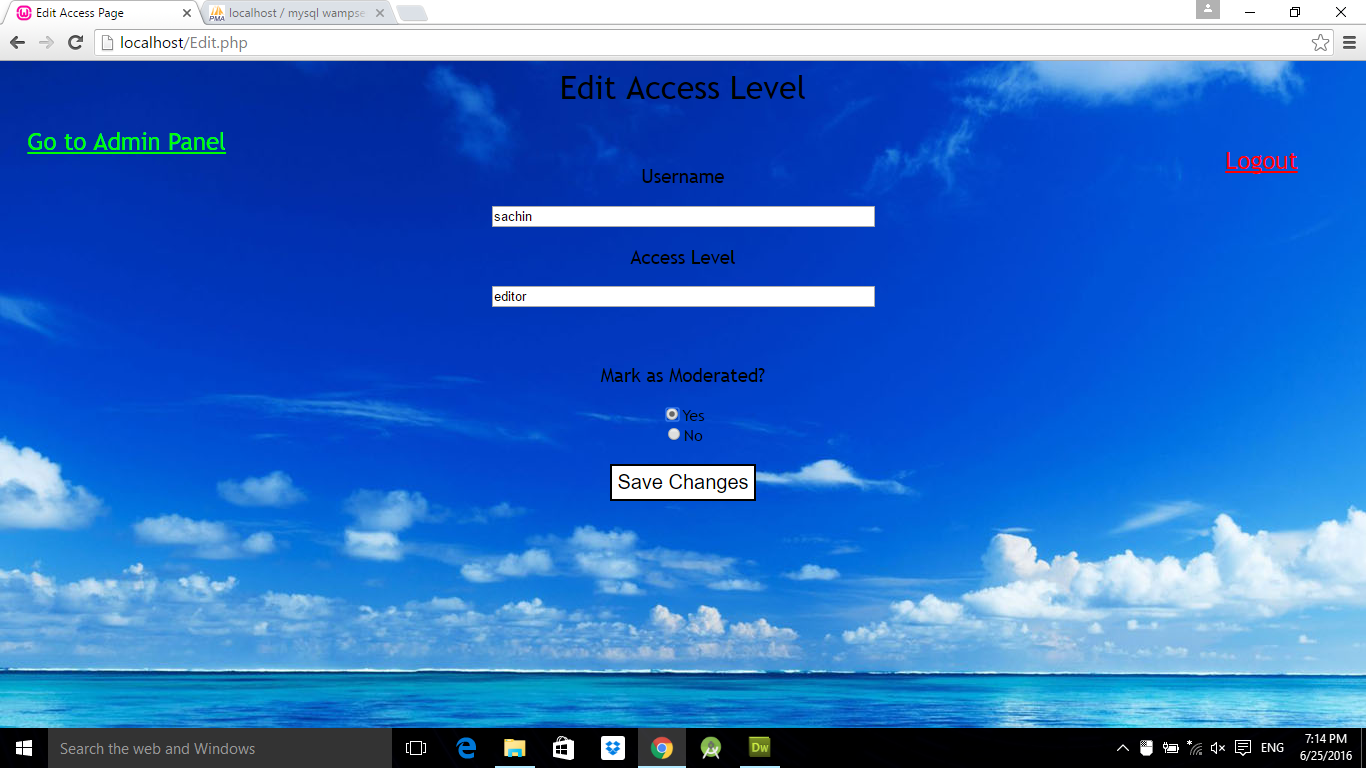 Edit Access Page
PMA
localhost / mysql wampse
localhost/Edit.php
Edit Access Level
Go to Admin Panel
Logout
Username
sachin
Access Level
editor
Mark as Moderated?
Yes
No
Save Changes
Search the web and Windows
Dw
ENG
7:14 PM
6/25/2016